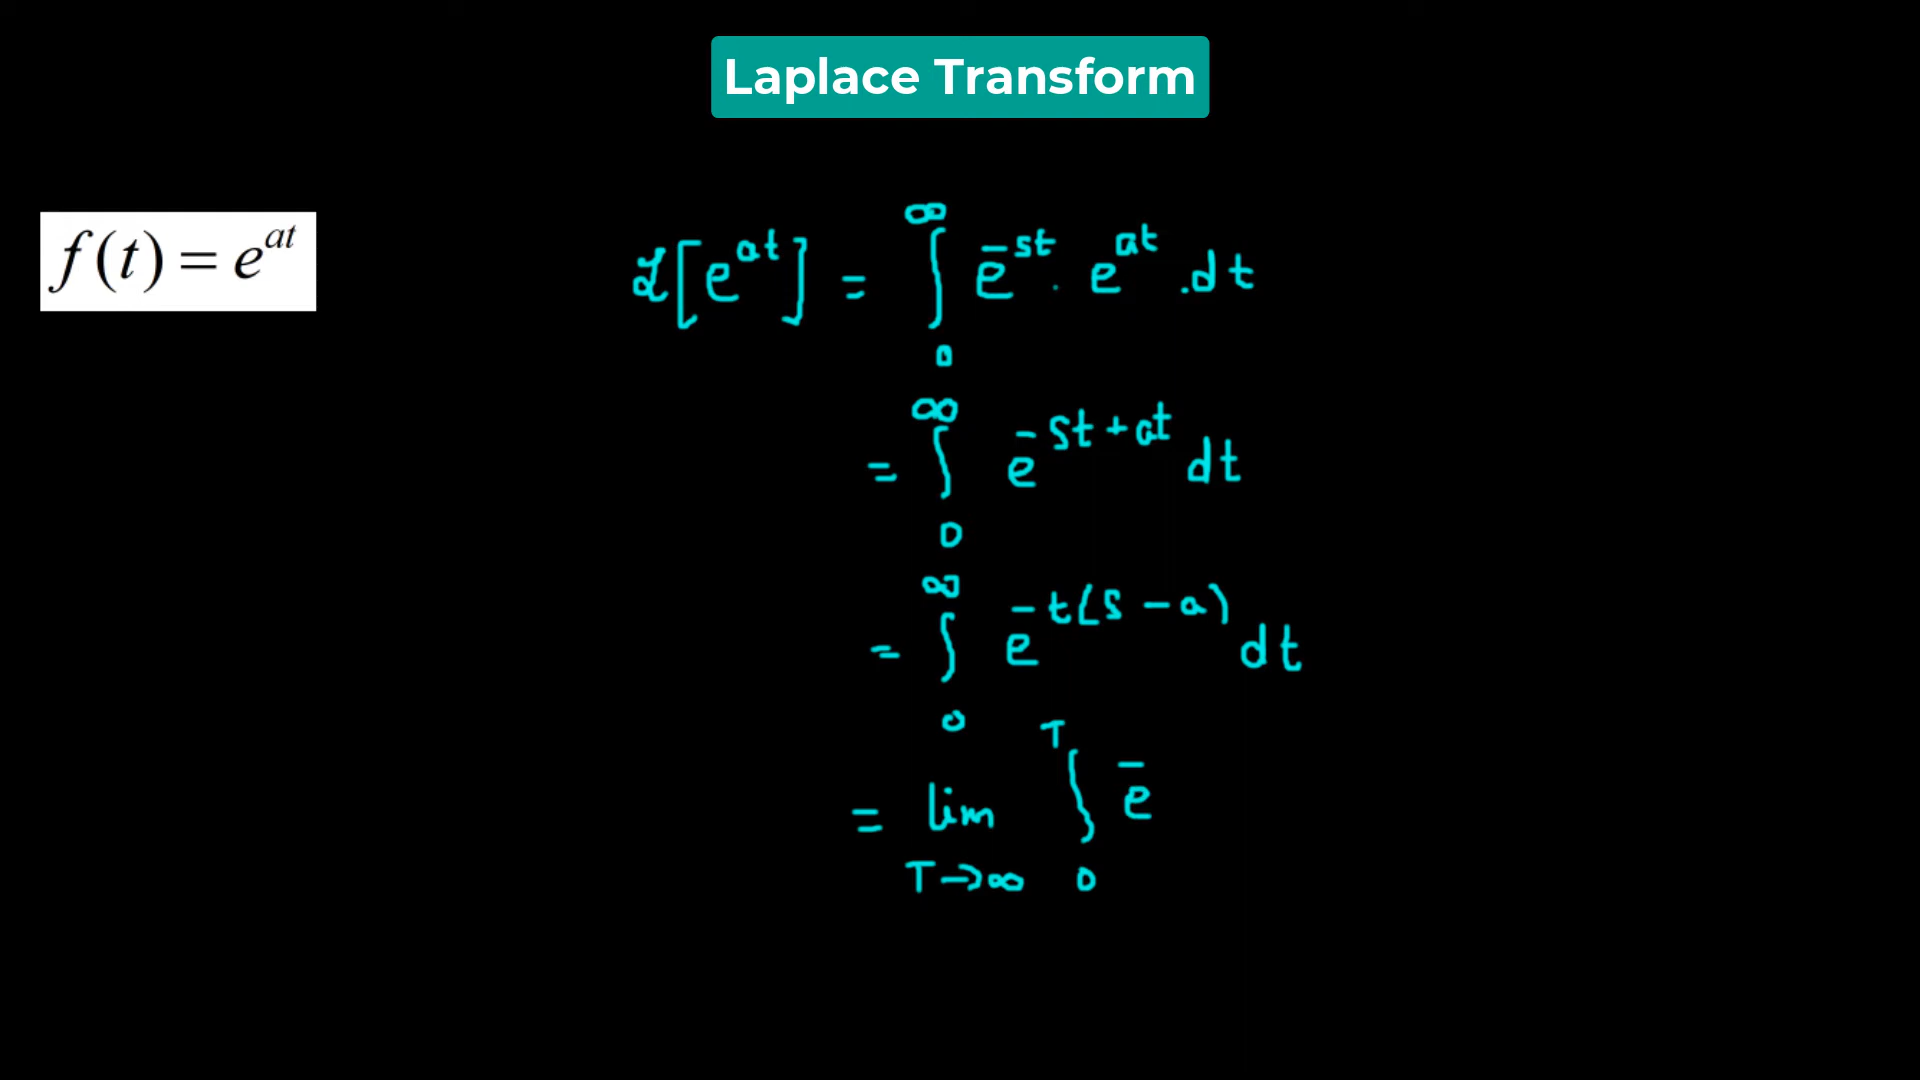 Laplace Transform
f(t) = e^{at}
ℒ[e^{at}] = ∫_0^∞ e^{-st} . e^{at} .dt
= ∫_0^∞ e^{-st+at} dt
= ∫_0^∞ e^{-t(s-a)} dt
= lim_{T→∞} ∫_0^T e^{-}